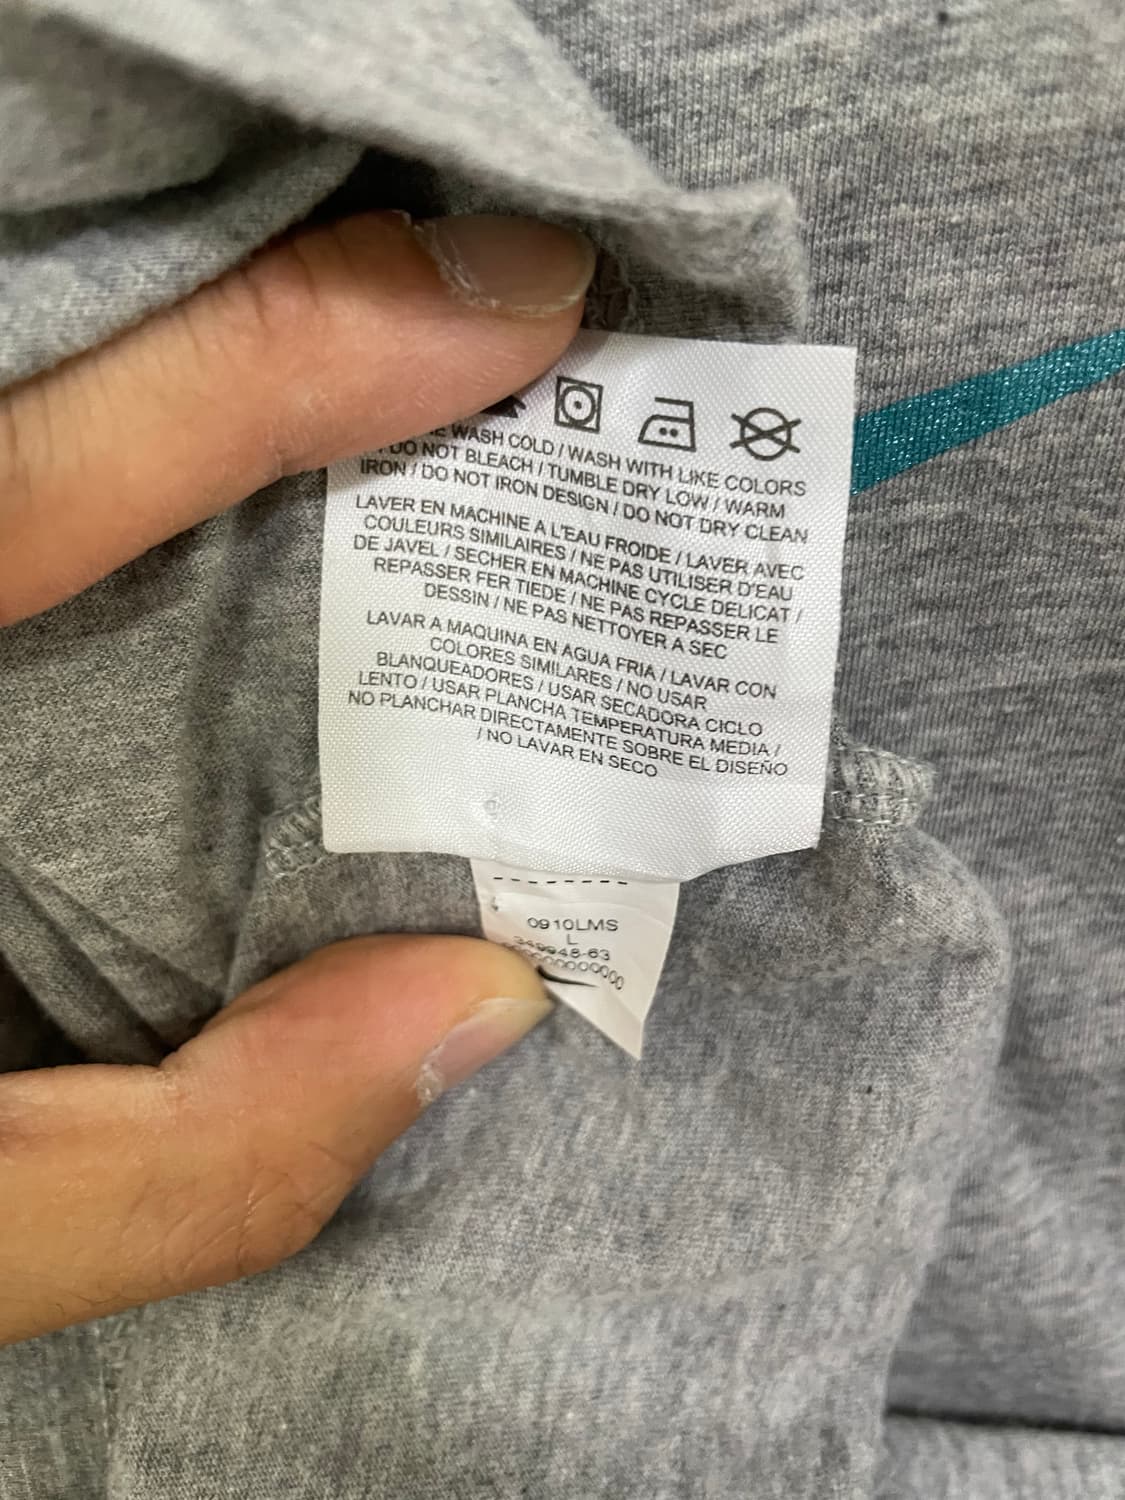 WASH COLD / WASH WITH LIKE COLORS
/ DO NOT BLEACH / TUMBLE DRY LOW / WARM
IRON / DO NOT IRON DESIGN / DO NOT DRY CLEAN
LAVER EN MACHINE A L'EAU FROIDE / LAVER AVEC
COULEURS SIMILAIRES / NE PAS UTILISER D'EAU
DE JAVEL / SECHER EN MACHINE CYCLE DELICAT /
REPASSER FER TIEDE / NE PAS REPASSER LE
DESSIN / NE PAS NETTOYER A SEC
LAVAR A MAQUINA EN AGUA FRIA / LAVAR CON
COLORES SIMILARES / NO USAR
BLANQUEADORES / USAR SECADORA CICLO
LENTO / USAR PLANCHA TEMPERATURA MEDIA /
NO PLANCHAR DIRECTAMENTE SOBRE EL DISEÑO
/ NO LAVAR EN SECO
0910LMS
L
349948-63